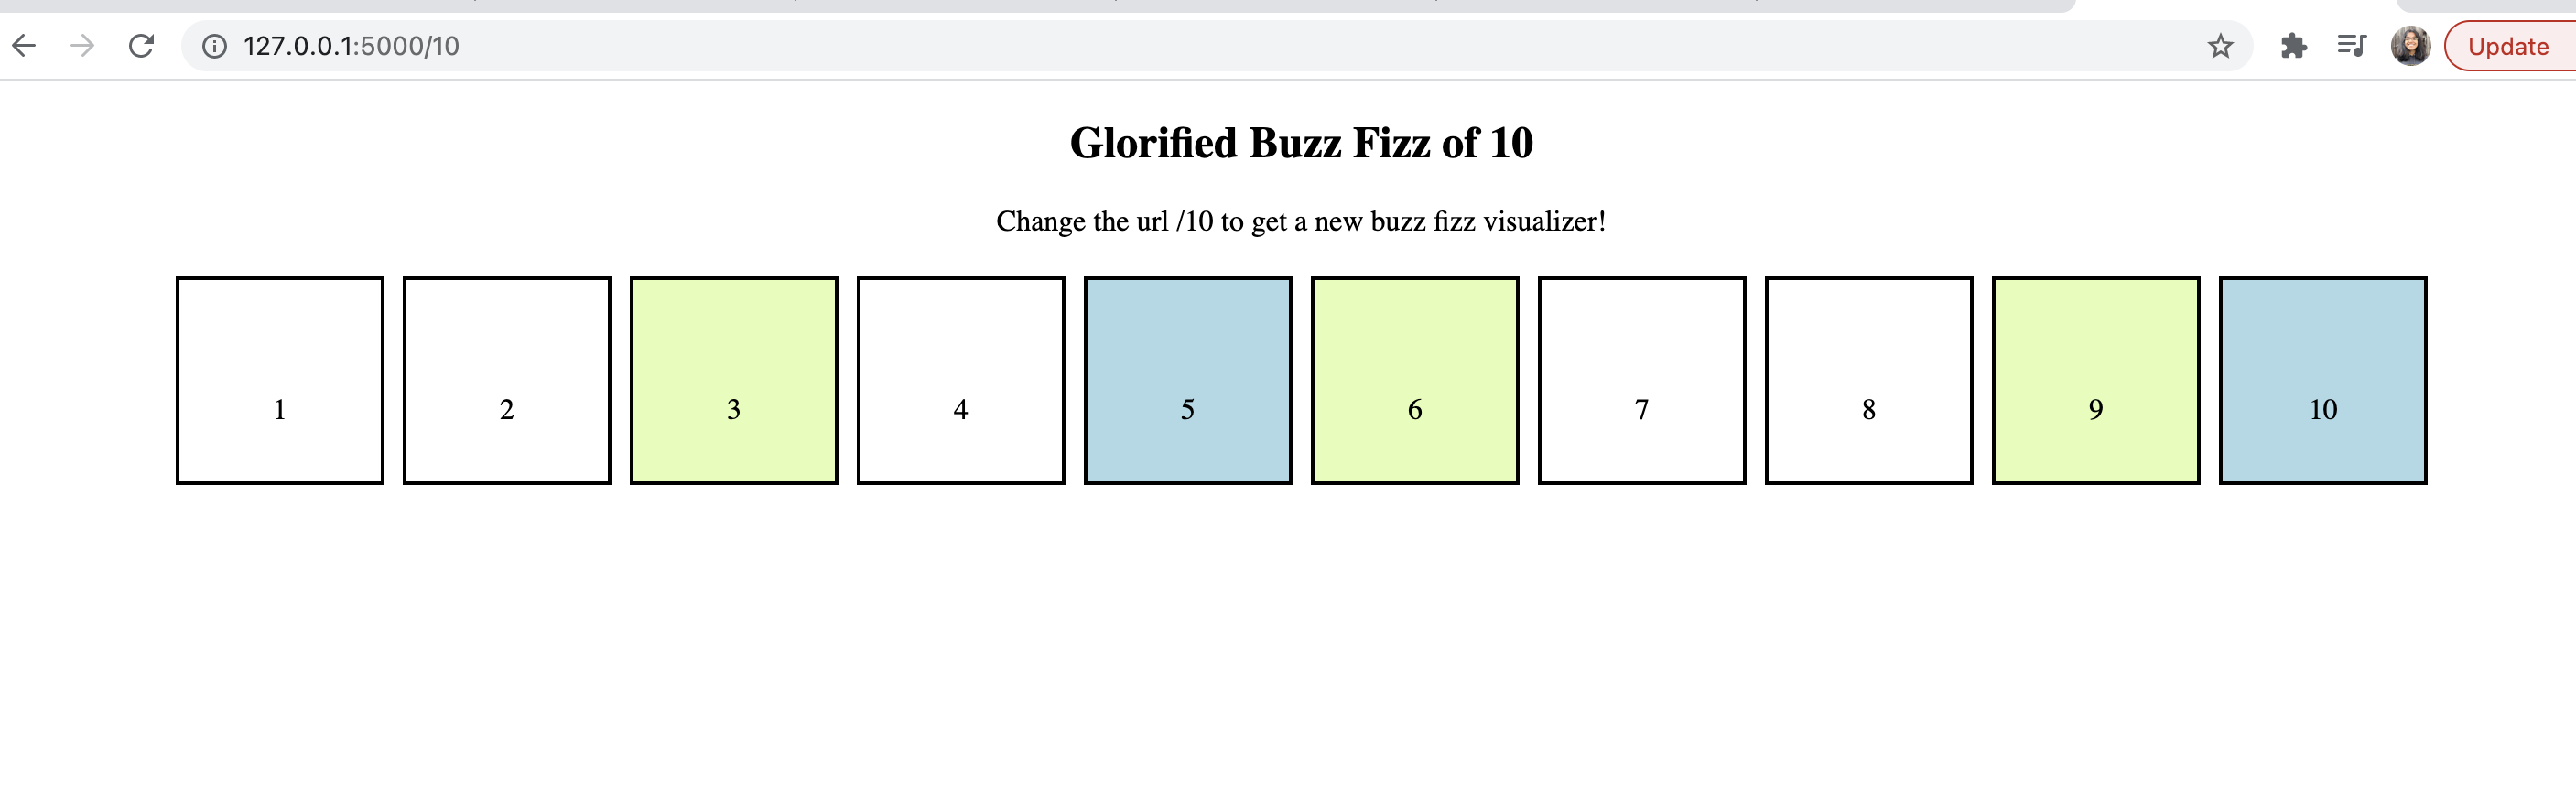 127.0.0.1:5000/10
Update
Glorified Buzz Fizz of 10
Change the url /10 to get a new buzz fizz visualizer!
1 2 3 4 5 6 7 8 9 10